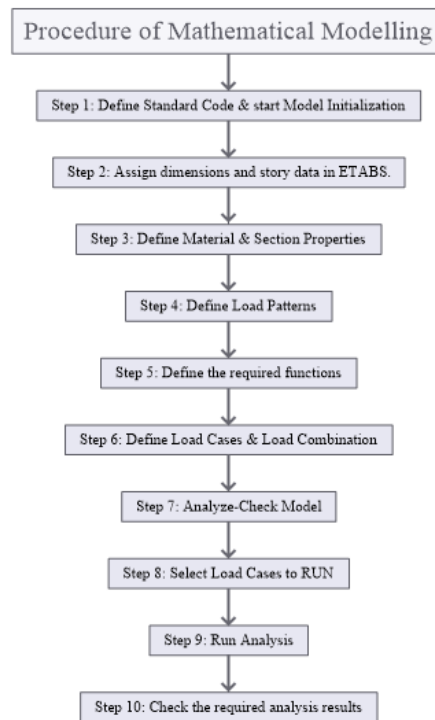 Procedure of Mathematical Modelling
Step 1: Define Standard Code & start Model Initialization
Step 2: Assign dimensions and story data in ETABS.
Step 3: Define Material & Section Properties
Step 4: Define Load Patterns
Step 5: Define the required functions
Step 6: Define Load Cases & Load Combination
Step 7: Analyze-Check Model
Step 8: Select Load Cases to RUN
Step 9: Run Analysis
Step 10: Check the required analysis results